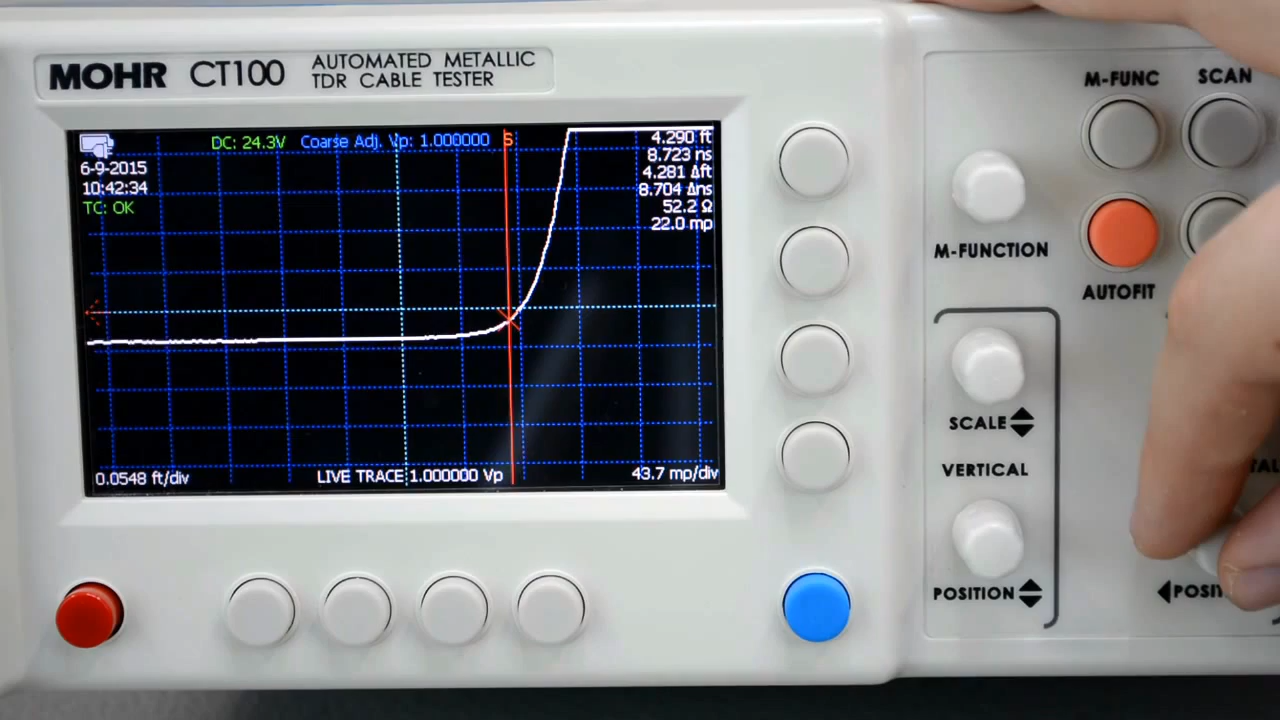 MOHR CT100 AUTOMATED METALLIC
TDR CABLE TESTER
DC: 24.3V Coarse Adj. Vp: 1.000000 S
6-9-2015
10:42:34
TC: OK
4.290 ft
8.723 ns
4.281 Δft
8.704 Δns
52.2 Ω
22.0 mp
0.0548 ft/div LIVE TRACE 1.000000 Vp 43.7 mp/div
M-FUNC SCAN
M-FUNCTION
AUTOFIT
SCALE
VERTICAL
POSITION